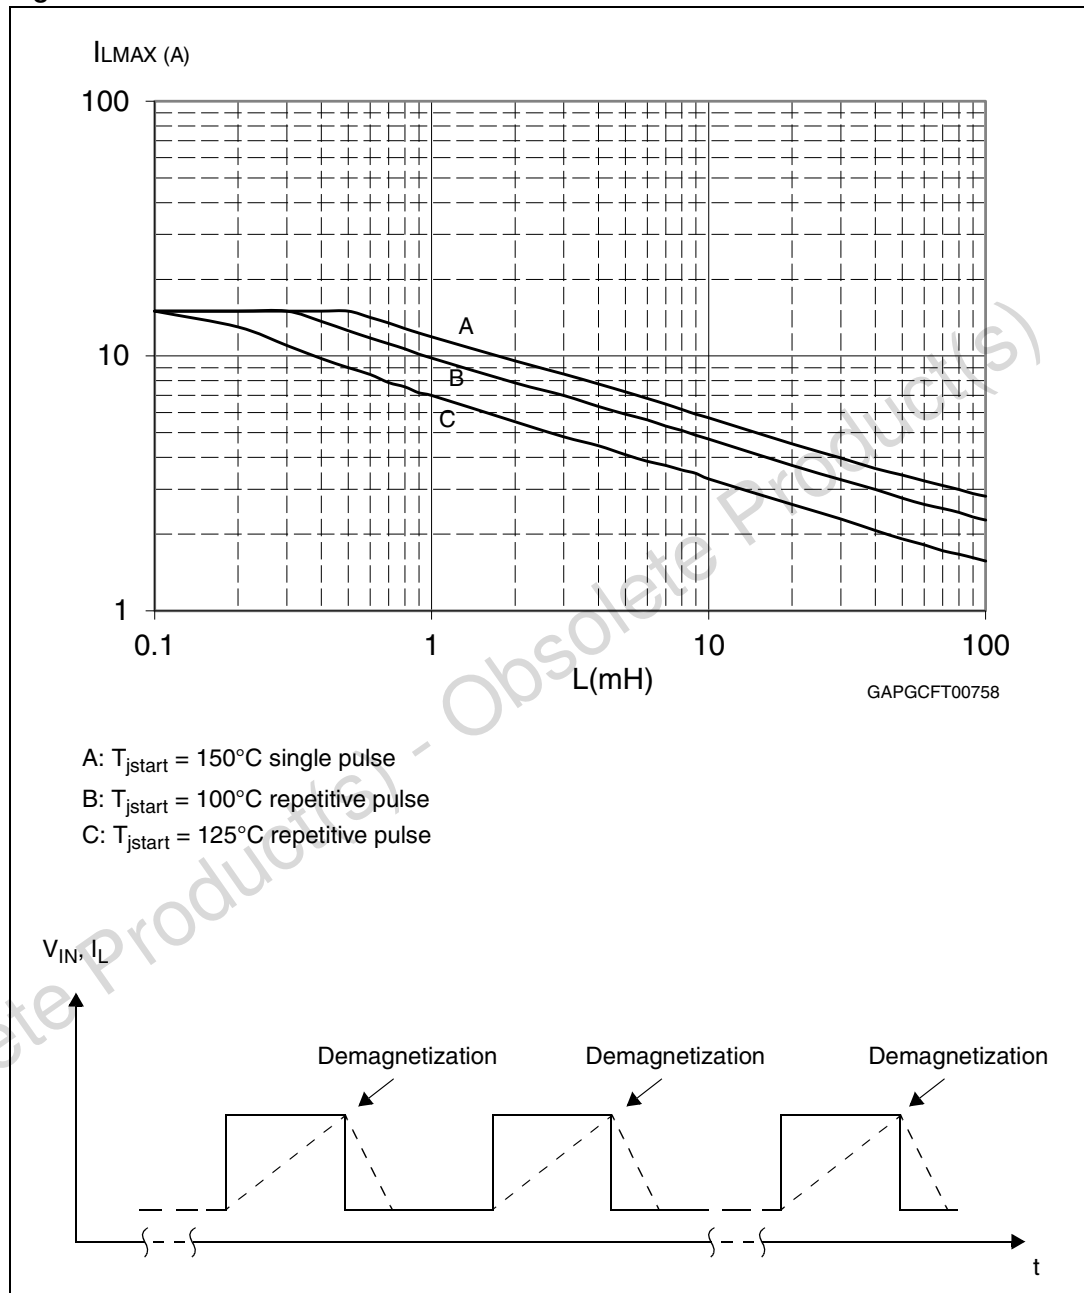 ILMAX (A)
100
10
1
A
B
C
0.1 1 10 100
L(mH)
GAPGCFT00758
A: Tjstart = 150°C single pulse
B: Tjstart = 100°C repetitive pulse
C: Tjstart = 125°C repetitive pulse
VIN, IL
Demagnetization Demagnetization Demagnetization
t
ete Product(s) - Obsolete Product(s)